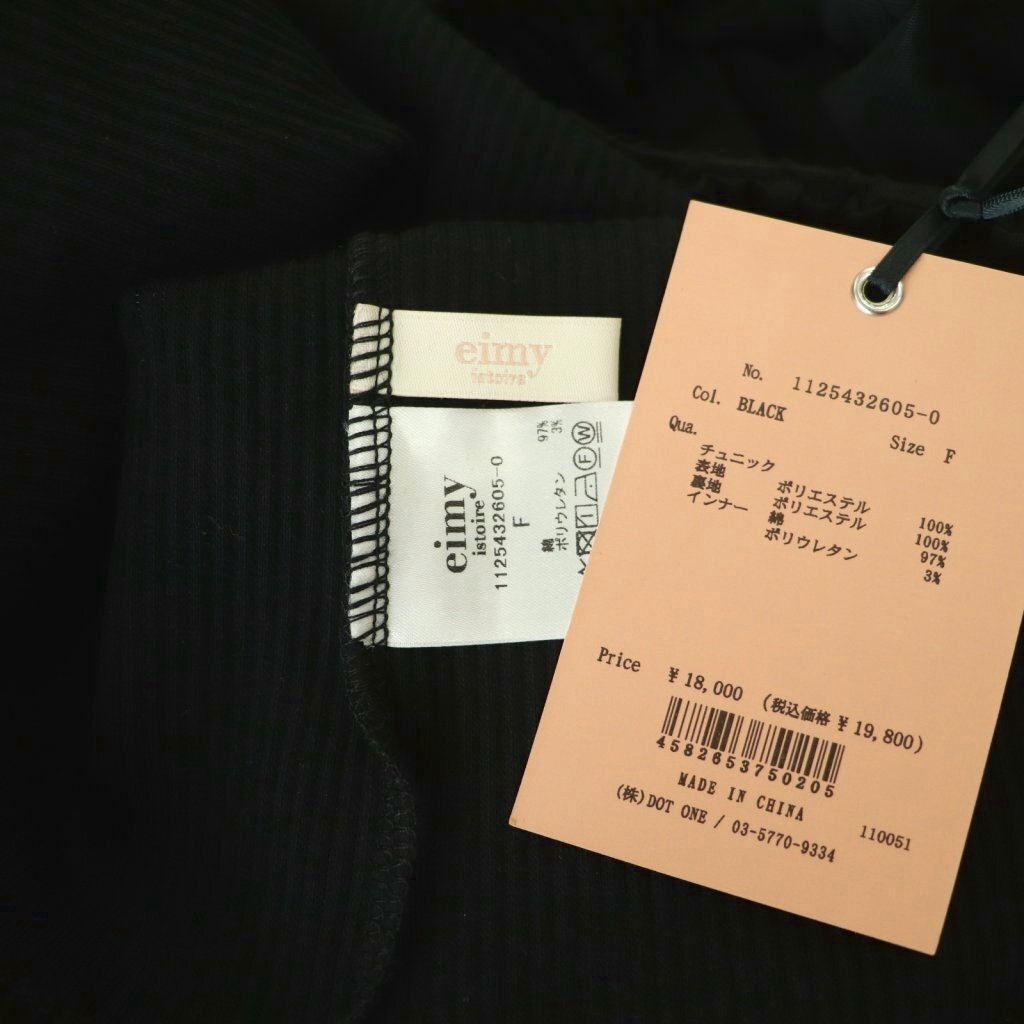 eimy
istoire
eimy
istoire
1125432605-0
F
綿 97%
ポリウレタン 3%
No. 1125432605-0
Col. BLACK
Size F
Qua.
チュニック
表地 ポリエステル 100%
裏地 ポリエステル 100%
インナー 綿 97%
ポリウレタン 3%
Price ¥18,000 (税込価格 ¥19,800)
4582653750205
MADE IN CHINA
(株)DOT ONE / 03-5770-9334
110051